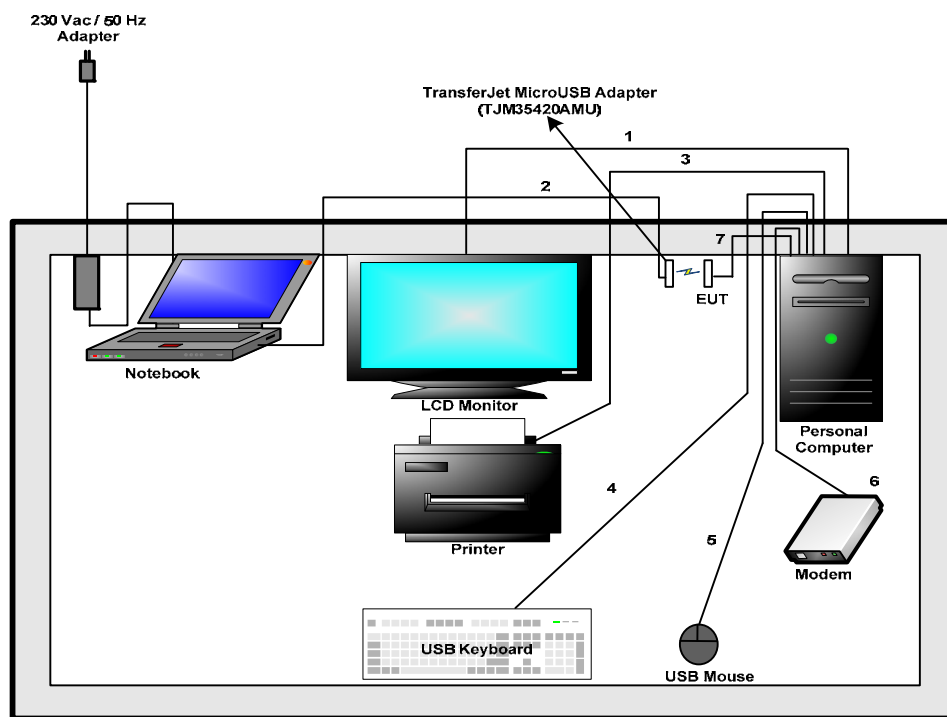 230 Vac / 50 Hz
Adapter
TransferJet MicroUSB Adapter
(TJM35420AMU)
1
3
2
7
EUT
Notebook
LCD Monitor
Personal
Computer
4
6
5
Printer
Modem
USB Keyboard
USB Mouse